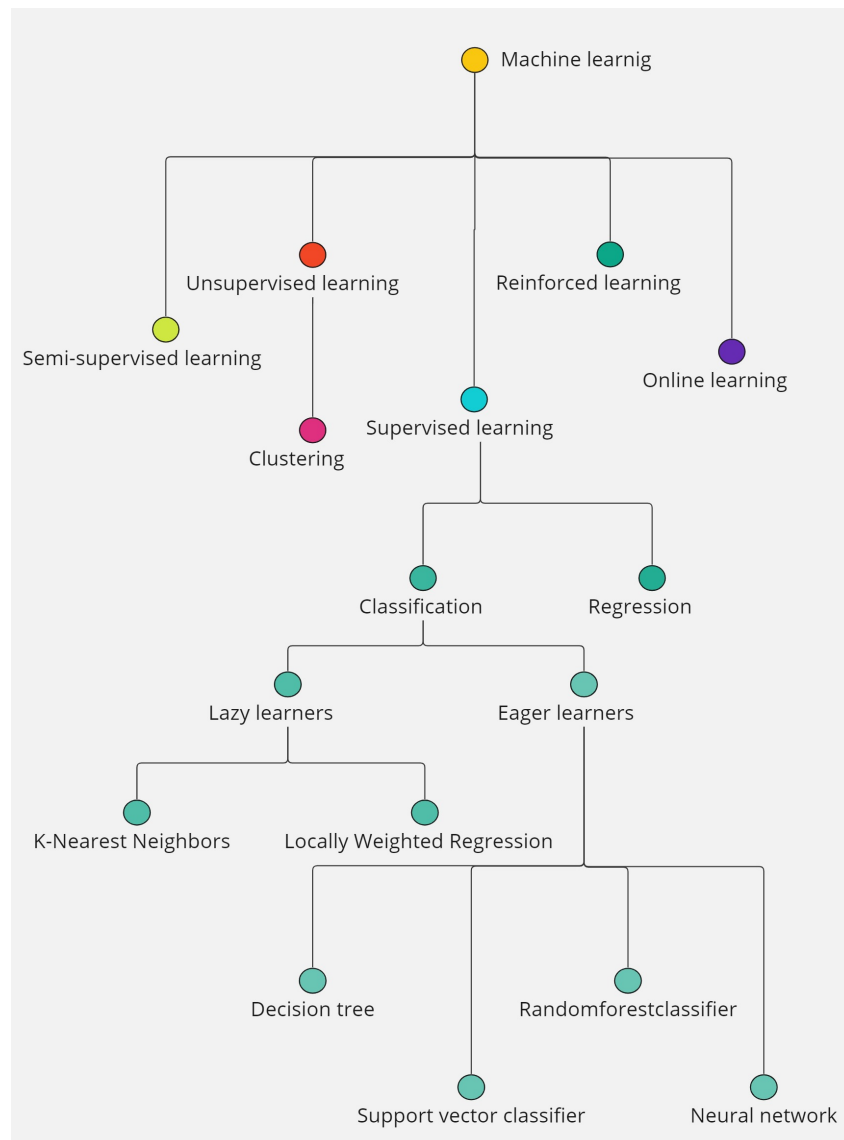 Machine learnig
Unsupervised learning
Reinforced learning
Semi-supervised learning
Online learning
Supervised learning
Clustering
Classification
Regression
Lazy learners
Eager learners
K-Nearest Neighbors
Locally Weighted Regression
Decision tree
Randomforestclassifier
Support vector classifier
Neural network